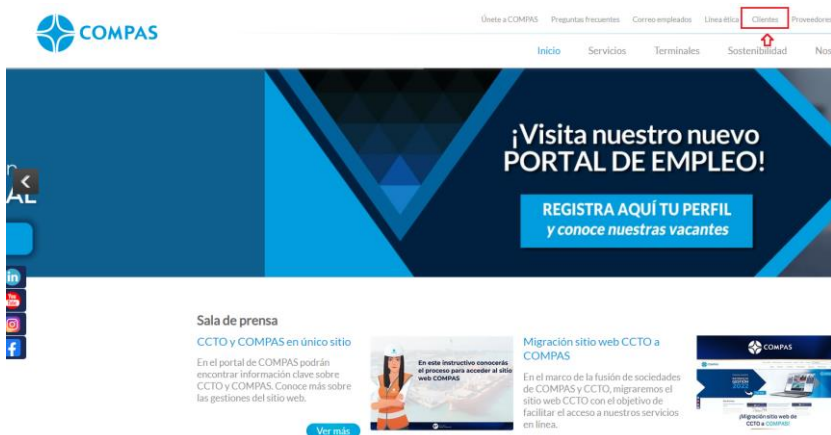 COMPAS
Únete a COMPAS Preguntas frecuentes Correo empleados Línea ética Clientes Proveedores
Inicio Servicios Terminales Sostenibilidad Nos
¡Visita nuestro nuevo
PORTAL DE EMPLEO!
REGISTRA AQUÍ TU PERFIL
y conoce nuestras vacantes
AL
in
You
Tube
Sala de prensa
CCTO y COMPAS en único sitio
En el portal de COMPAS podrán
encontrar información clave sobre
CCTO y COMPAS. Conoce más sobre
las gestiones del sitio web.
Ver más
En este instructivo conocerás
el proceso para acceder al sitio
web COMPAS
Migración sitio web CCTO a
COMPAS
En el marco de la fusión de sociedades
de COMPAS y CCTO, migraremos el
sitio web CCTO con el objetivo de
facilitar el acceso a nuestros servicios
en línea.
COMPAS
¡Migración sitio web de
CCTO a COMPAS!